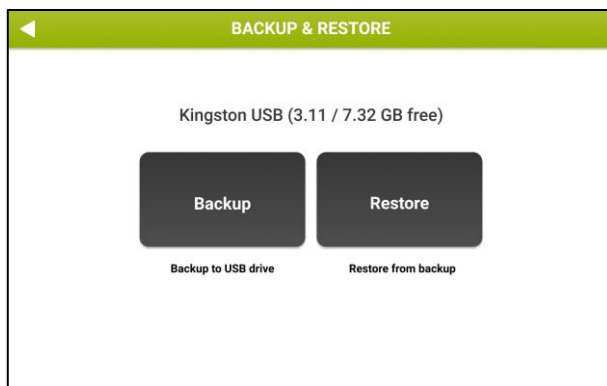 BACKUP & RESTORE
Kingston USB (3.11 / 7.32 GB free)
Backup
Restore
Backup to USB drive
Restore from backup